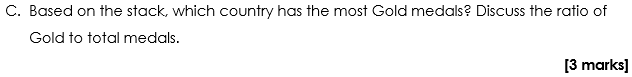 C. Based on the stack, which country has the most Gold medals? Discuss the ratio of
Gold to total medals.
[3 marks]